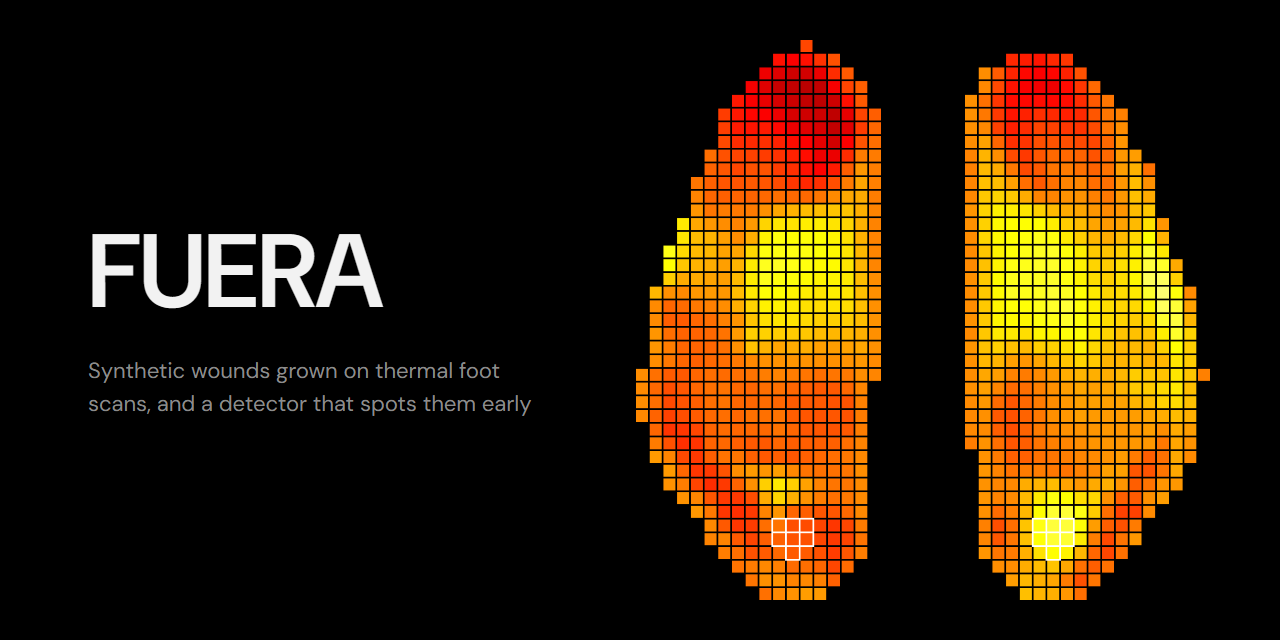 FUERA
Synthetic wounds grown on thermal foot
scans, and a detector that spots them early